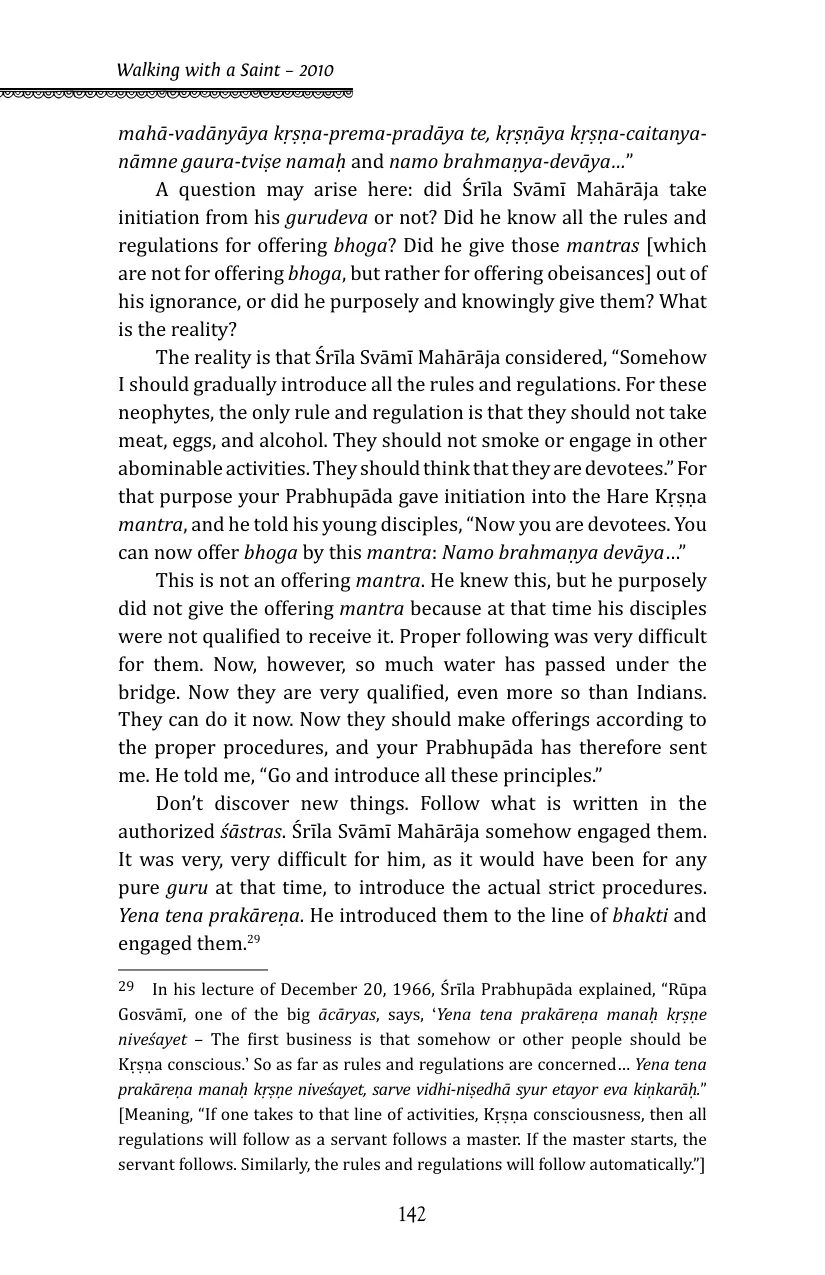 Walking with a Saint – 2010
mahā-vadānyāya kṛṣṇa-prema-pradāya te, kṛṣṇāya kṛṣṇa-caitanya-
nāmne gaura-tviṣe namaḥ and namo brahmaṇya-devāya…”
A question may arise here: did Śrīla Svāmī Mahārāja take
initiation from his gurudeva or not? Did he know all the rules and
regulations for offering bhoga? Did he give those mantras [which
are not for offering bhoga, but rather for offering obeisances] out of
his ignorance, or did he purposely and knowingly give them? What
is the reality?
The reality is that Śrīla Svāmī Mahārāja considered, “Somehow
I should gradually introduce all the rules and regulations. For these
neophytes, the only rule and regulation is that they should not take
meat, eggs, and alcohol. They should not smoke or engage in other
abominable activities. They should think that they are devotees.” For
that purpose your Prabhupāda gave initiation into the Hare Kṛṣṇa
mantra, and he told his young disciples, “Now you are devotees. You
can now offer bhoga by this mantra: Namo brahmaṇya devāya…”
This is not an offering mantra. He knew this, but he purposely
did not give the offering mantra because at that time his disciples
were not qualified to receive it. Proper following was very difficult
for them. Now, however, so much water has passed under the
bridge. Now they are very qualified, even more so than Indians.
They can do it now. Now they should make offerings according to
the proper procedures, and your Prabhupāda has therefore sent
me. He told me, “Go and introduce all these principles.”
Don’t discover new things. Follow what is written in the
authorized śāstras. Śrīla Svāmī Mahārāja somehow engaged them.
It was very, very difficult for him, as it would have been for any
pure guru at that time, to introduce the actual strict procedures.
Yena tena prakāreṇa. He introduced them to the line of bhakti and
engaged them.29
29 In his lecture of December 20, 1966, Śrīla Prabhupāda explained, “Rūpa
Gosvāmī, one of the big ācāryas, says, ‘Yena tena prakāreṇa manaḥ kṛṣṇe
niveśayet – The first business is that somehow or other people should be
Kṛṣṇa conscious.’ So as far as rules and regulations are concerned… Yena tena
prakāreṇa manaḥ kṛṣṇe niveśayet, sarve vidhi-niṣedhā syur etayor eva kiṇkarāḥ.”
[Meaning, “If one takes to that line of activities, Kṛṣṇa consciousness, then all
regulations will follow as a servant follows a master. If the master starts, the
servant follows. Similarly, the rules and regulations will follow automatically.”]
142